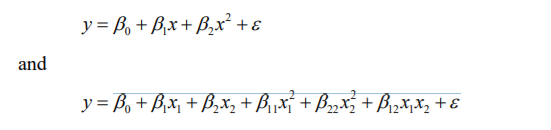 y = β₀ + β₁x + β₂x² + ε
and
y = β₀ + β₁x₁ + β₂x₂ + β₁₁x₁² + β₂₂x₂² + β₁₂x₁x₂ + ε